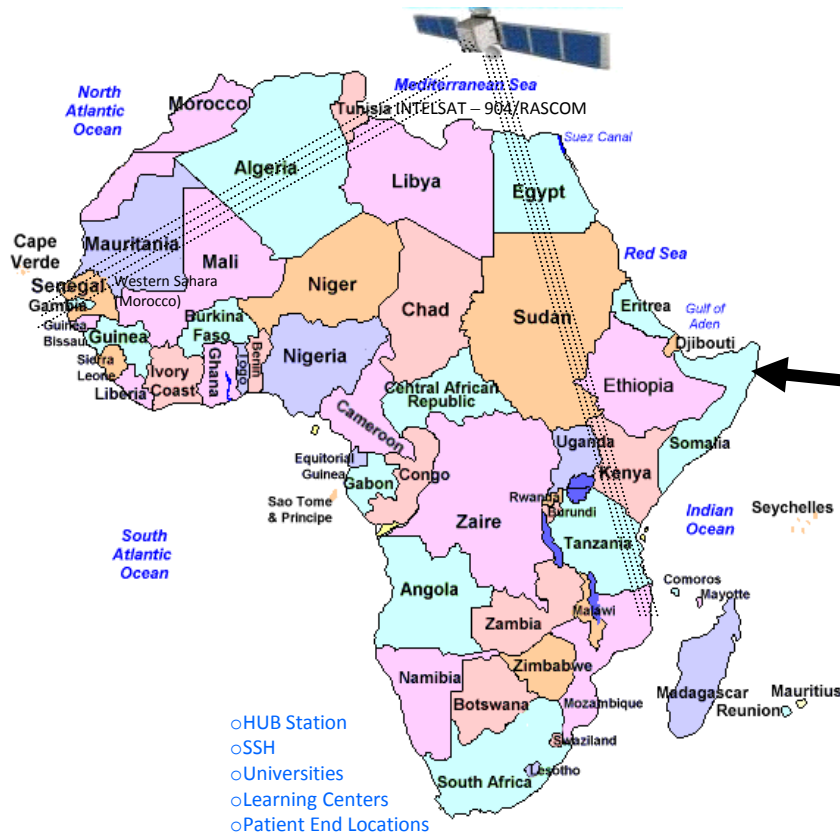 North
Atlantic
Ocean
Mediterranean Sea
Morocco
Tunisia INTELSAT – 904/RASCOM
Suez Canal
Algeria
Libya
Egypt
Cape
Verde
Mauritania
Mali
Niger
Chad
Sudan
Red Sea
Senegal
Western Sahara
(Morocco)
Gambia
Guinea
Bissau
Guinea
Burkina
Faso
Eritrea
Gulf of
Aden
Djibouti
Sierra
Leone
Liberia
Ivory
Coast
Ghana
Togo
Benin
Nigeria
Central African
Republic
Ethiopia
Cameroon
Somalia
Uganda
Kenya
Equitorial
Guinea
Gabon
Congo
Sao Tome
& Principe
Zaire
Rwanda
Burundi
Tanzania
Indian
Ocean
Seychelles
South
Atlantic
Ocean
Angola
Zambia
Malawi
Comoros
Mayotte
Zimbabwe
Namibia
Botswana
Mozambique
Madagascar
Mauritius
Reunion
Swaziland
Lesotho
South Africa
oHUB Station
oSSH
oUniversities
oLearning Centers
oPatient End Locations